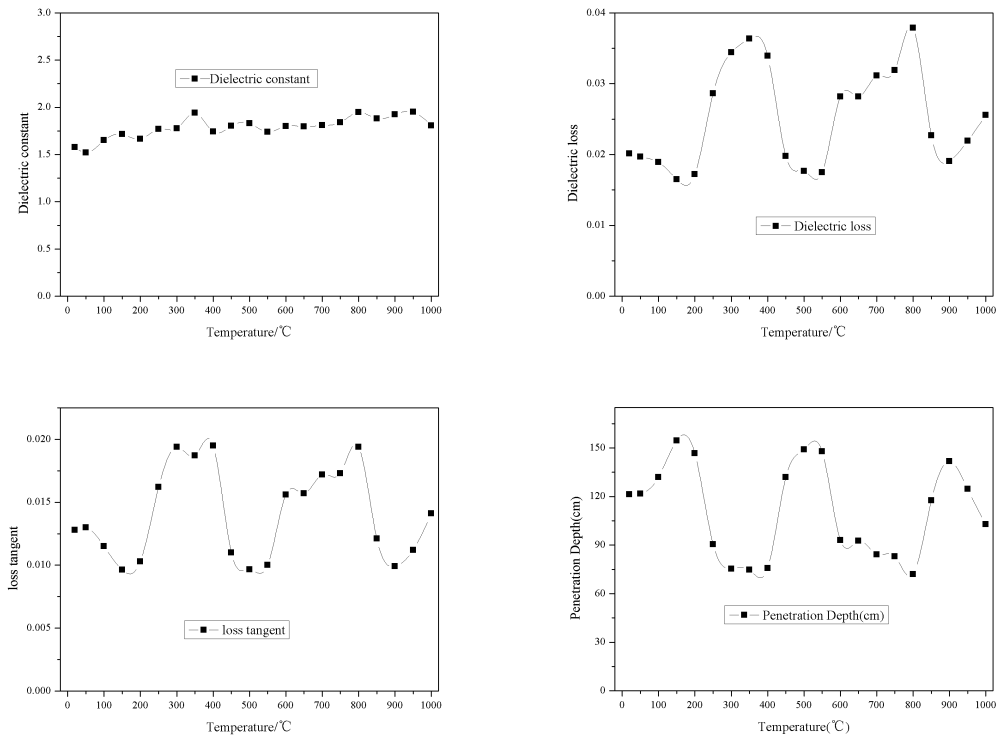 3.0
2.5
2.0
1.5
1.0
0.5
0.0
Dielectric constant
Dielectric constant
0 100 200 300 400 500 600 700 800 900 1000
Temperature/℃
0.04
0.03
0.02
0.01
0.00
Dielectric loss
Dielectric loss
0 100 200 300 400 500 600 700 800 900 1000
Temperature/℃
0.020
0.015
0.010
0.005
0.000
loss tangent
loss tangent
0 100 200 300 400 500 600 700 800 900 1000
Temperature/℃
150
120
90
60
30
0
Penetration Depth(cm)
Penetration Depth(cm)
0 100 200 300 400 500 600 700 800 900 1000
Temperature(℃)